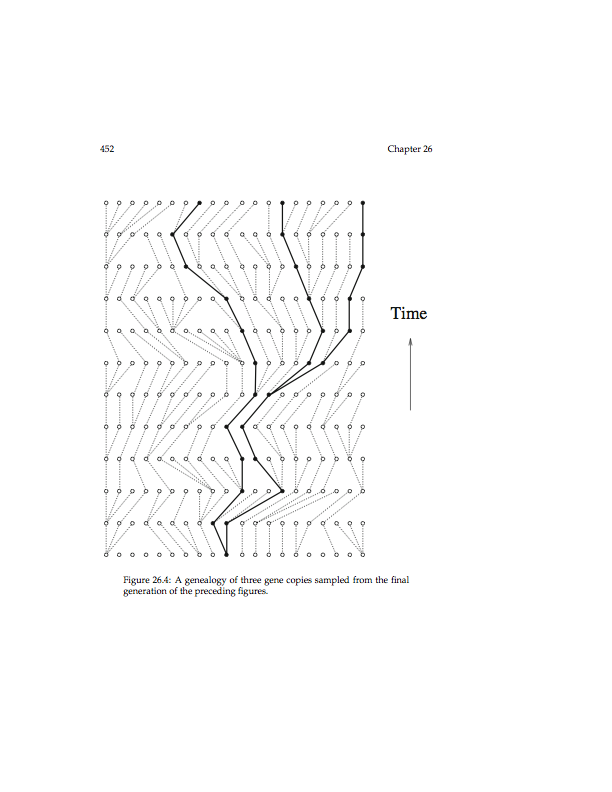 452
Chapter 26
Time
Figure 26.4: A genealogy of three gene copies sampled from the final
generation of the preceding figures.